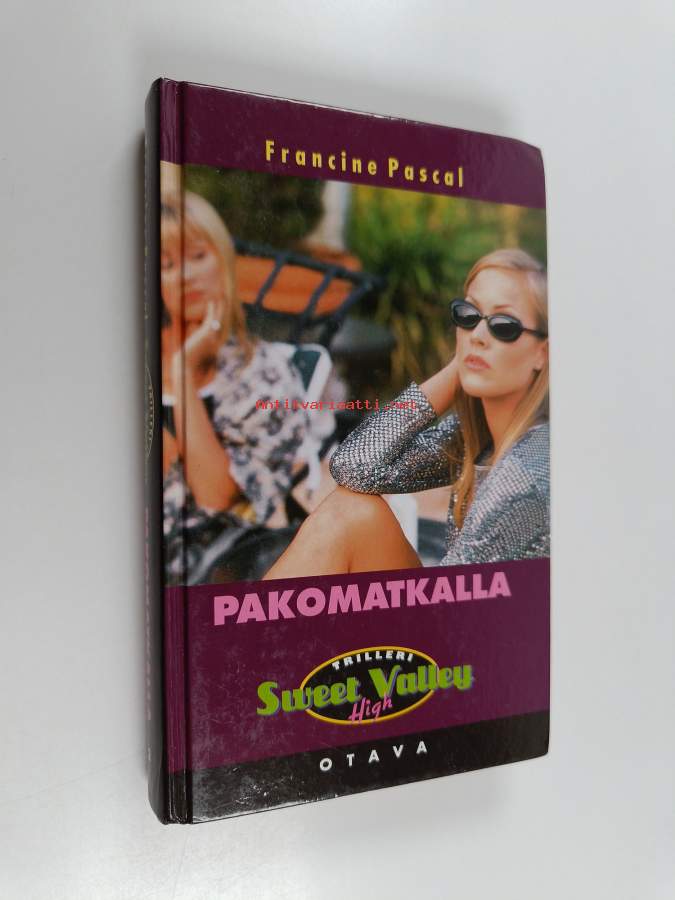 Francine Pascal
Antikvariaatti.net
PAKOMATKALLA
TRILLERI
Sweet Valley
High
OTAVA